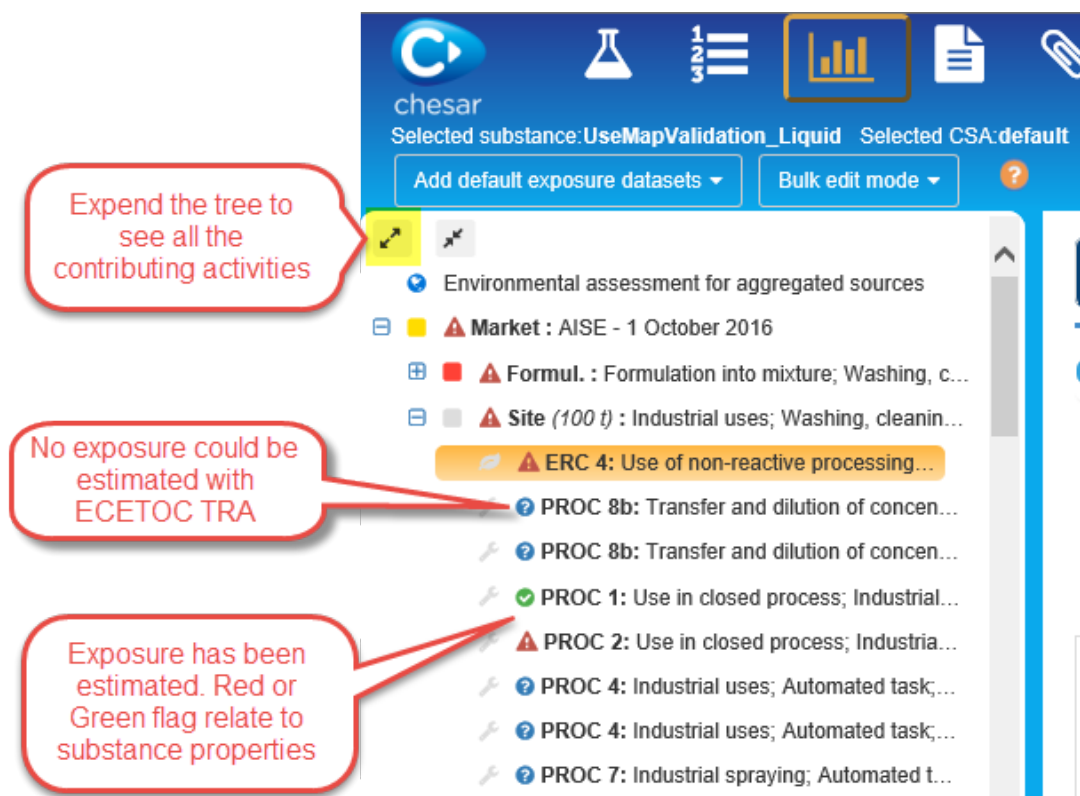 chesar
Selected substance:UseMapValidation_Liquid Selected CSA:default
Add default exposure datasets
Bulk edit mode
?
Expend the tree to
see all the
contributing activities
Environmental assessment for aggregated sources
Market : AISE - 1 October 2016
Formul. : Formulation into mixture; Washing, c...
Site (100 t) : Industrial uses; Washing, cleanin...
No exposure could be
estimated with
ECETOC TRA
ERC 4: Use of non-reactive processing...
PROC 8b: Transfer and dilution of concen...
PROC 8b: Transfer and dilution of concen...
PROC 1: Use in closed process; Industrial...
Exposure has been
estimated. Red or
Green flag relate to
substance properties
PROC 2: Use in closed process; Industria...
PROC 4: Industrial uses; Automated task;...
PROC 4: Industrial uses; Automated task;...
PROC 7: Industrial spraying; Automated t...